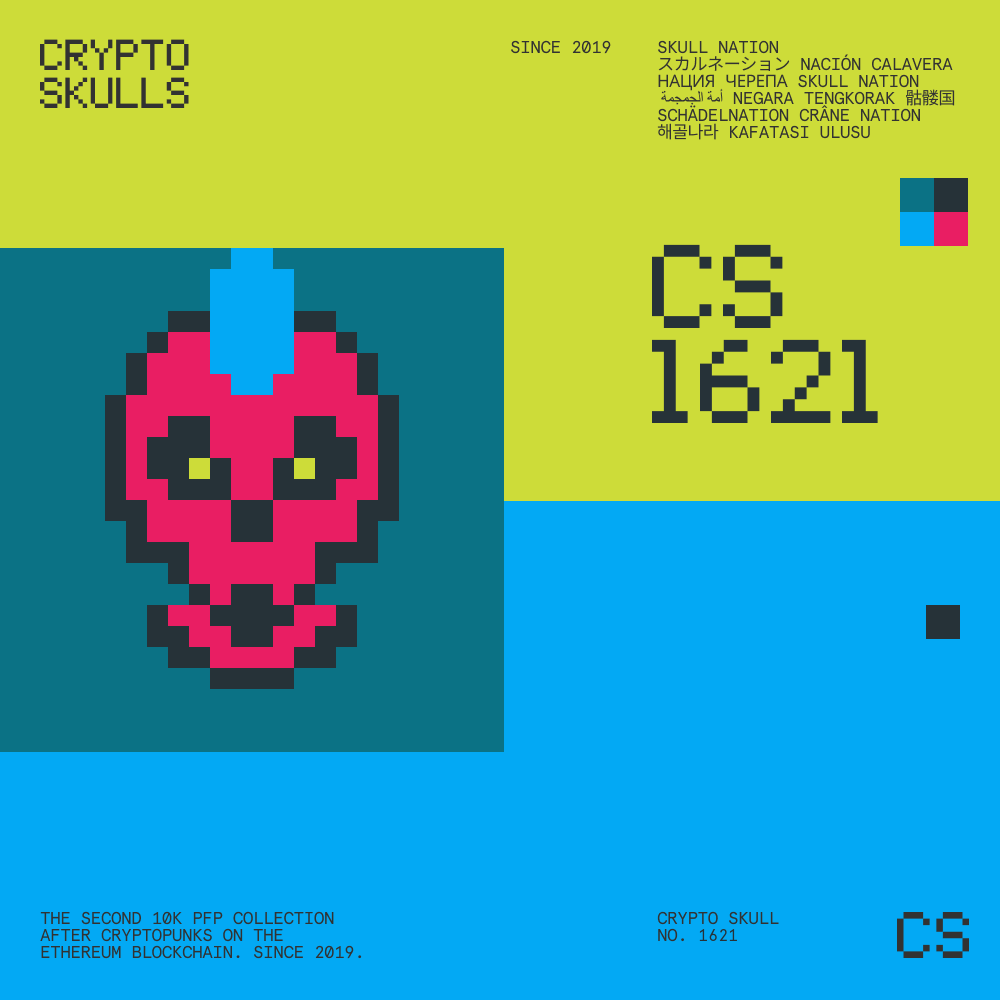 CRYPTO
SKULLS
SINCE 2019
SKULL NATION
スカルネーション NACIÓN CALAVERA
НАЦИЯ ЧЕРЕПА SKULL NATION
أمة الجمجمة NEGARA TENGKORAK 骷髅国
SCHÄDELNATION CRÂNE NATION
해골나라 KAFATASI ULUSU
CS
1621
THE SECOND 10K PFP COLLECTION
AFTER CRYPTOPUNKS ON THE
ETHEREUM BLOCKCHAIN. SINCE 2019.
CRYPTO SKULL
NO. 1621
CS